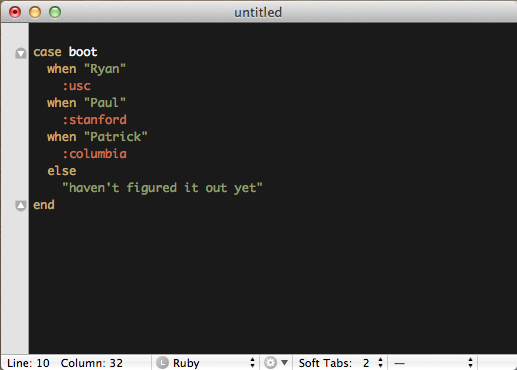 untitled
case boot
when "Ryan"
:usc
when "Paul"
:stanford
when "Patrick"
:columbia
else
"haven't figured it out yet"
end
Line: 10 Column: 32 L Ruby Soft Tabs: 2 —